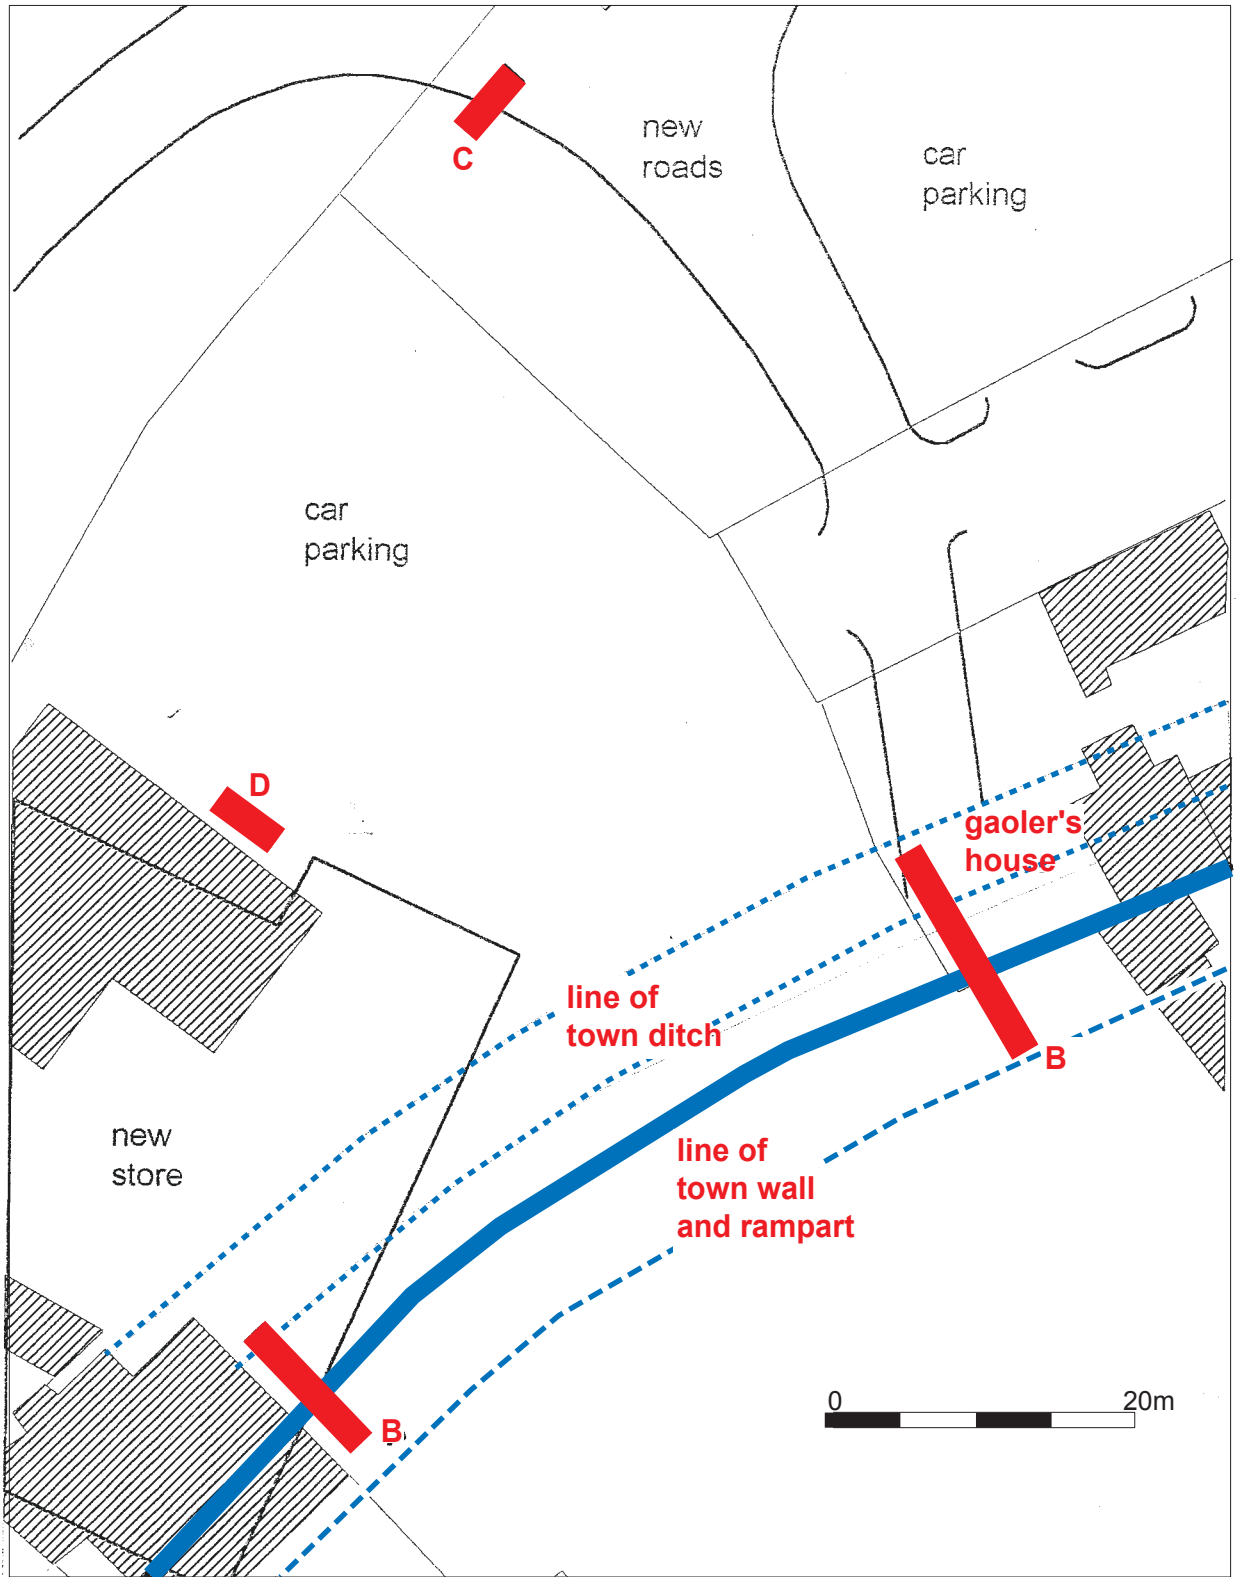 C
new
roads
car
parking
car
parking
D
gaoler's
house
line of
town ditch
B
line of
town wall
and rampart
new
store
0 20m
B